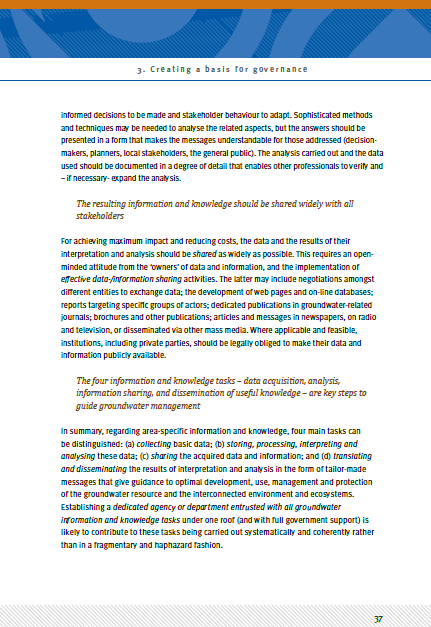 3. Creating a basis for governance
informed decisions to be made and stakeholder behaviour to adapt. Sophisticated methods
and techniques may be needed to analyse the related aspects, but the answers should be
presented in a form that makes the messages understandable for those addressed (decision-
makers, planners, local stakeholders, the general public). The analysis carried out and the data
used should be documented in a degree of detail that enables other professionals to verify and
– if necessary- expand the analysis.
The resulting information and knowledge should be shared widely with all
stakeholders
For achieving maximum impact and reducing costs, the data and the results of their
interpretation and analysis should be shared as widely as possible. This requires an open-
minded attitude from the 'owners' of data and information, and the implementation of
effective data-/information sharing activities. The latter may include negotiations amongst
different entities to exchange data; the development of web pages and on-line databases;
reports targeting specific groups of actors; dedicated publications in groundwater-related
journals; brochures and other publications; articles and messages in newspapers, on radio
and television, or disseminated via other mass media. Where applicable and feasible,
institutions, including private parties, should be legally obliged to make their data and
information publicly available.
The four information and knowledge tasks – data acquisition, analysis,
information sharing, and dissemination of useful knowledge – are key steps to
guide groundwater management
In summary, regarding area-specific information and knowledge, four main tasks can
be distinguished: (a) collecting basic data; (b) storing, processing, interpreting and
analysing these data; (c) sharing the acquired data and information; and (d) translating
and disseminating the results of interpretation and analysis in the form of tailor-made
messages that give guidance to optimal development, use, management and protection
of the groundwater resource and the interconnected environment and ecosystems.
Establishing a dedicated agency or department entrusted with all groundwater
information and knowledge tasks under one roof (and with full government support) is
likely to contribute to these tasks being carried out systematically and coherently rather
than in a fragmentary and haphazard fashion.
37